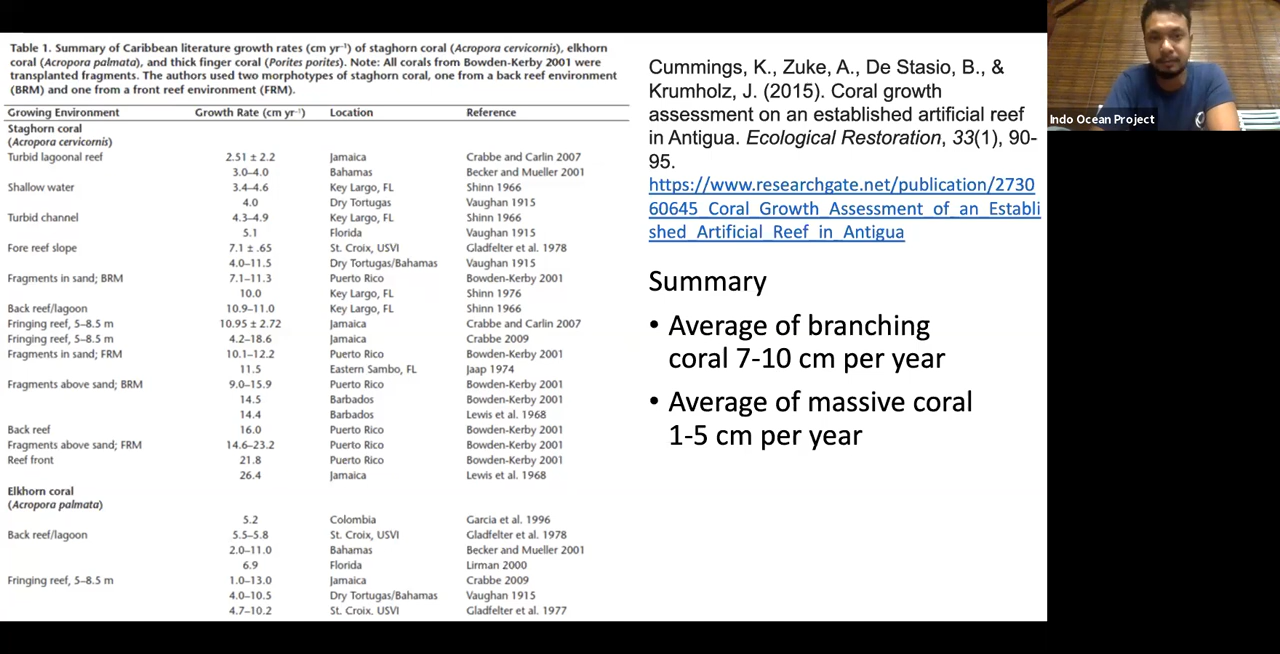 Table 1. Summary of Caribbean literature growth rates (cm yr⁻¹) of staghorn coral (Acropora cervicornis), elkhorn
coral (Acropora palmata), and thick finger coral (Porites porites). Note: All corals from Bowden-Kerby 2001 were
transplanted fragments. The authors used two morphotypes of staghorn coral, one from a back reef environment
(BRM) and one from a front reef environment (FRM).
Growing Environment Growth Rate (cm yr⁻¹) Location Reference
Staghorn coral
(Acropora cervicornis)
Turbid lagoonal reef 2.51 ± 2.2 Jamaica Crabbe and Carlin 2007
3.0–4.0 Bahamas Becker and Mueller 2001
Shallow water 3.4–4.6 Key Largo, FL Shinn 1966
4.0 Dry Tortugas Vaughan 1915
Turbid channel 4.3–4.9 Key Largo, FL Shinn 1966
5.1 Florida Vaughan 1915
Fore reef slope 7.1 ± .65 St. Croix, USVI Gladfelter et al. 1978
4.0–11.5 Dry Tortugas/Bahamas Vaughan 1915
Fragments in sand; BRM 7.1–11.3 Puerto Rico Bowden-Kerby 2001
10.0 Key Largo, FL Shinn 1976
Back reef/lagoon 10.9–11.0 Key Largo, FL Shinn 1966
Fringing reef, 5–8.5 m 10.95 ± 2.72 Jamaica Crabbe and Carlin 2007
Fringing reef, 5–8.5 m 4.2–18.6 Jamaica Crabbe 2009
Fragments in sand; FRM 10.1–12.2 Puerto Rico Bowden-Kerby 2001
11.5 Eastern Sambo, FL Jaap 1974
Fragments above sand; BRM 9.0–15.9 Puerto Rico Bowden-Kerby 2001
14.5 Barbados Bowden-Kerby 2001
14.4 Barbados Lewis et al. 1968
Back reef 16.0 Puerto Rico Bowden-Kerby 2001
Fragments above sand; FRM 14.6–23.2 Puerto Rico Bowden-Kerby 2001
Reef front 21.8 Puerto Rico Bowden-Kerby 2001
26.4 Jamaica Lewis et al. 1968
Elkhorn coral
(Acropora palmata)
5.2 Colombia Garcia et al. 1996
Back reef/lagoon 5.5–5.8 St. Croix, USVI Gladfelter et al. 1978
2.0–11.0 Bahamas Becker and Mueller 2001
6.9 Florida Lirman 2000
Fringing reef, 5–8.5 m 1.0–13.0 Jamaica Crabbe 2009
4.0–10.5 Dry Tortugas/Bahamas Vaughan 1915
4.7–10.2 St. Croix. USVI Gladfelter et al. 1977
Cummings, K., Zuke, A., De Stasio, B., &
Krumholz, J. (2015). Coral growth
assessment on an established artificial reef
in Antigua. Ecological Restoration, 33(1), 90-
95.
https://www.researchgate.net/publication/2730
60645_Coral_Growth_Assessment_of_an_Establi
shed_Artificial_Reef_in_Antigua
Summary
• Average of branching
coral 7-10 cm per year
• Average of massive coral
1-5 cm per year
Indo Ocean Project